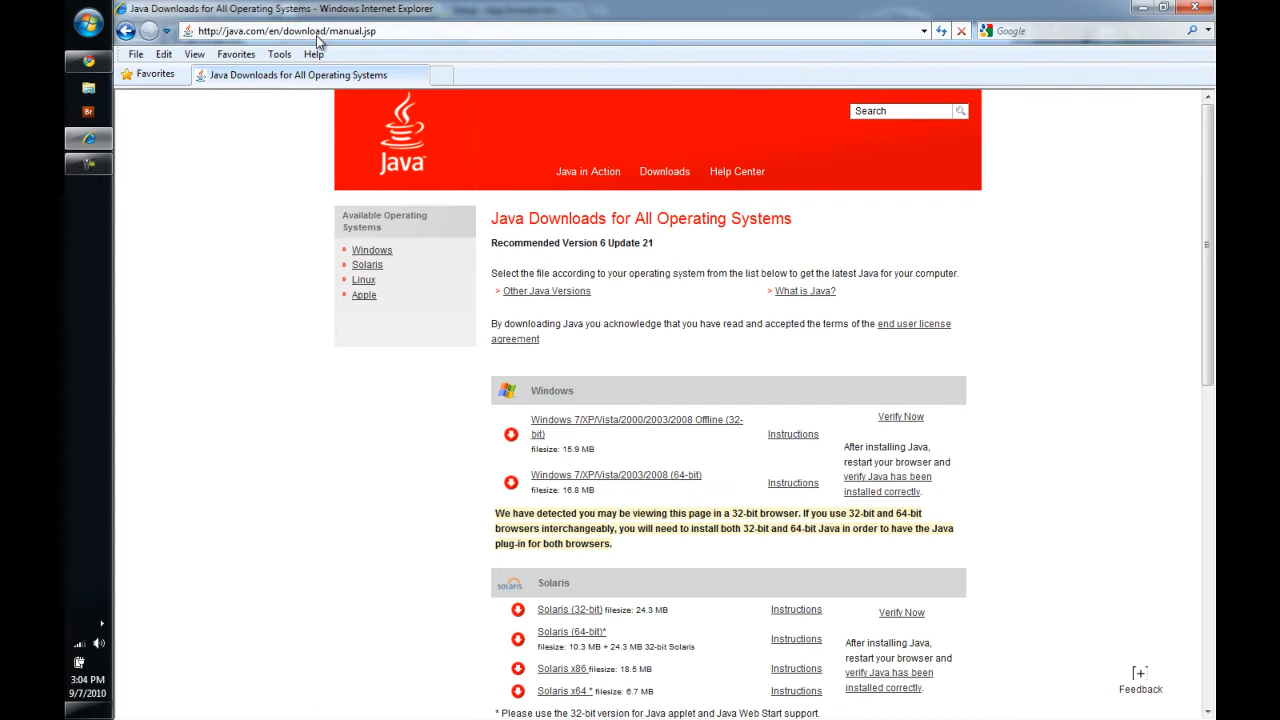 Java Downloads for All Operating Systems - Windows Internet Explorer
http://java.com/en/download/manual.jsp
Google
File Edit View Favorites Tools Help
Favorites
Java Downloads for All Operating Systems
Br
Java
Search
Java in Action Downloads Help Center
Available Operating
Systems
Windows
Solaris
Linux
Apple
Java Downloads for All Operating Systems
Recommended Version 6 Update 21
Select the file according to your operating system from the list below to get the latest Java for your computer.
> Other Java Versions > What is Java?
By downloading Java you acknowledge that you have read and accepted the terms of the end user license
agreement
Windows
Windows 7/XP/Vista/2000/2003/2008 Offline (32-
bit)
filesize: 15.9 MB
Instructions
Windows 7/XP/Vista/2003/2008 (64-bit)
filesize: 16.8 MB
Instructions
Verify Now
After installing Java,
restart your browser and
verify Java has been
installed correctly.
We have detected you may be viewing this page in a 32-bit browser. If you use 32-bit and 64-bit
browsers interchangeably, you will need to install both 32-bit and 64-bit Java in order to have the Java
plug-in for both browsers.
solaris
Solaris
Solaris (32-bit) filesize: 24.3 MB
Instructions
Solaris (64-bit)*
filesize: 10.3 MB + 24.3 MB 32-bit Solaris
Instructions
Solaris x86 filesize: 18.5 MB
Instructions
Solaris x64 * filesize: 6.7 MB
Instructions
Verify Now
After installing Java,
restart your browser and
verify Java has been
installed correctly.
* Please use the 32-bit version for Java applet and Java Web Start support.
[+]
Feedback
3:04 PM
9/7/2010